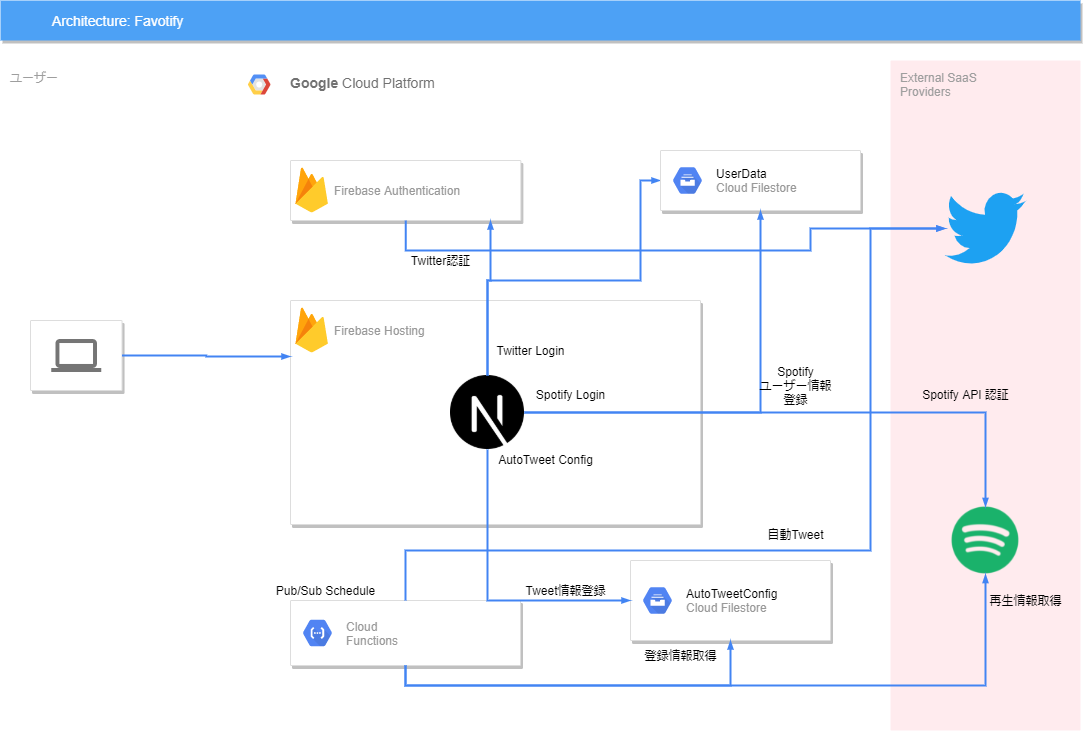 Architecture: Favotify
ユーザー
Google Cloud Platform
External SaaS
Providers
Firebase Authentication
UserData
Cloud Filestore
Twitter認証
Firebase Hosting
Twitter Login
Spotify Login
Spotify
ユーザー情報
登録
Spotify API 認証
AutoTweet Config
自動Tweet
Pub/Sub Schedule
Tweet情報登録
AutoTweetConfig
Cloud Filestore
再生情報取得
Cloud
Functions
登録情報取得